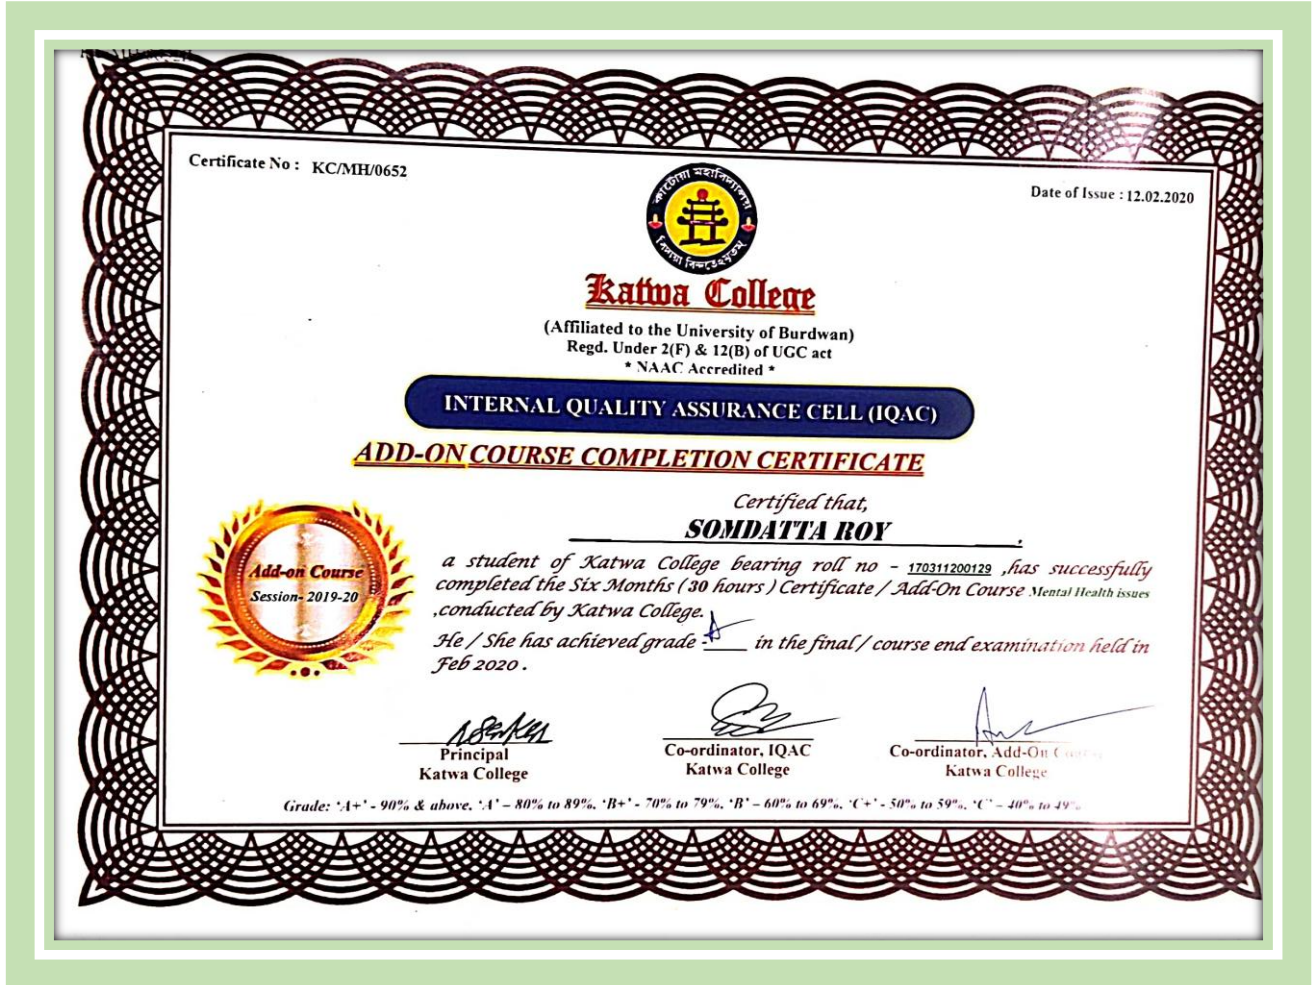 Certificate No : KC/MH/0652
Date of Issue : 12.02.2020
কাটোয়া মহাবিদ্যালয়
Katwa College
(Affiliated to the University of Burdwan)
Regd. Under 2(F) & 12(B) of UGC act
* NAAC Accredited *
INTERNAL QUALITY ASSURANCE CELL (IQAC)
ADD-ON COURSE COMPLETION CERTIFICATE
Certified that,
SOMDATTA ROY ,
a student of Katwa College bearing roll no - 170311200129 ,has successfully
completed the Six Months ( 30 hours ) Certificate / Add-On Course Mental Health issues
,conducted by Katwa College.
He / She has achieved grade - A in the final / course end examination held in
Feb 2020 .
Add-on Course
Session- 2019-20
Principal
Katwa College
Co-ordinator, IQAC
Katwa College
Co-ordinator, Add-On
Katwa College
Grade: 'A+' - 90% & above, 'A' – 80% to 89%, 'B+' - 70% to 79%, 'B' – 60% to 69%, 'C+' - 50% to 59%, 'C' – 40% to 49%